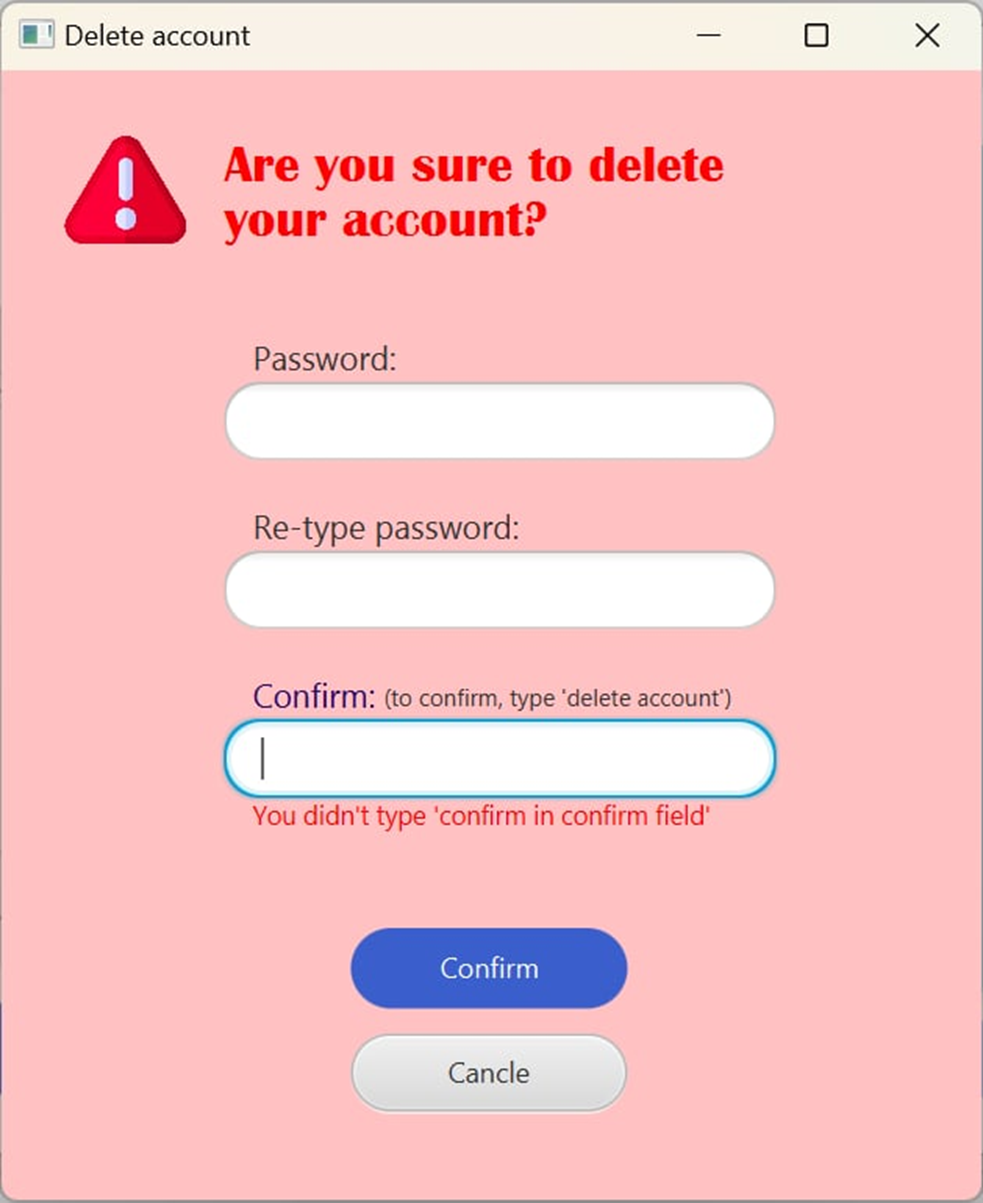 Delete account
Are you sure to delete
your account?
Password:
Re-type password:
Confirm: (to confirm, type 'delete account')
You didn't type 'confirm in confirm field'
Confirm
Cancle